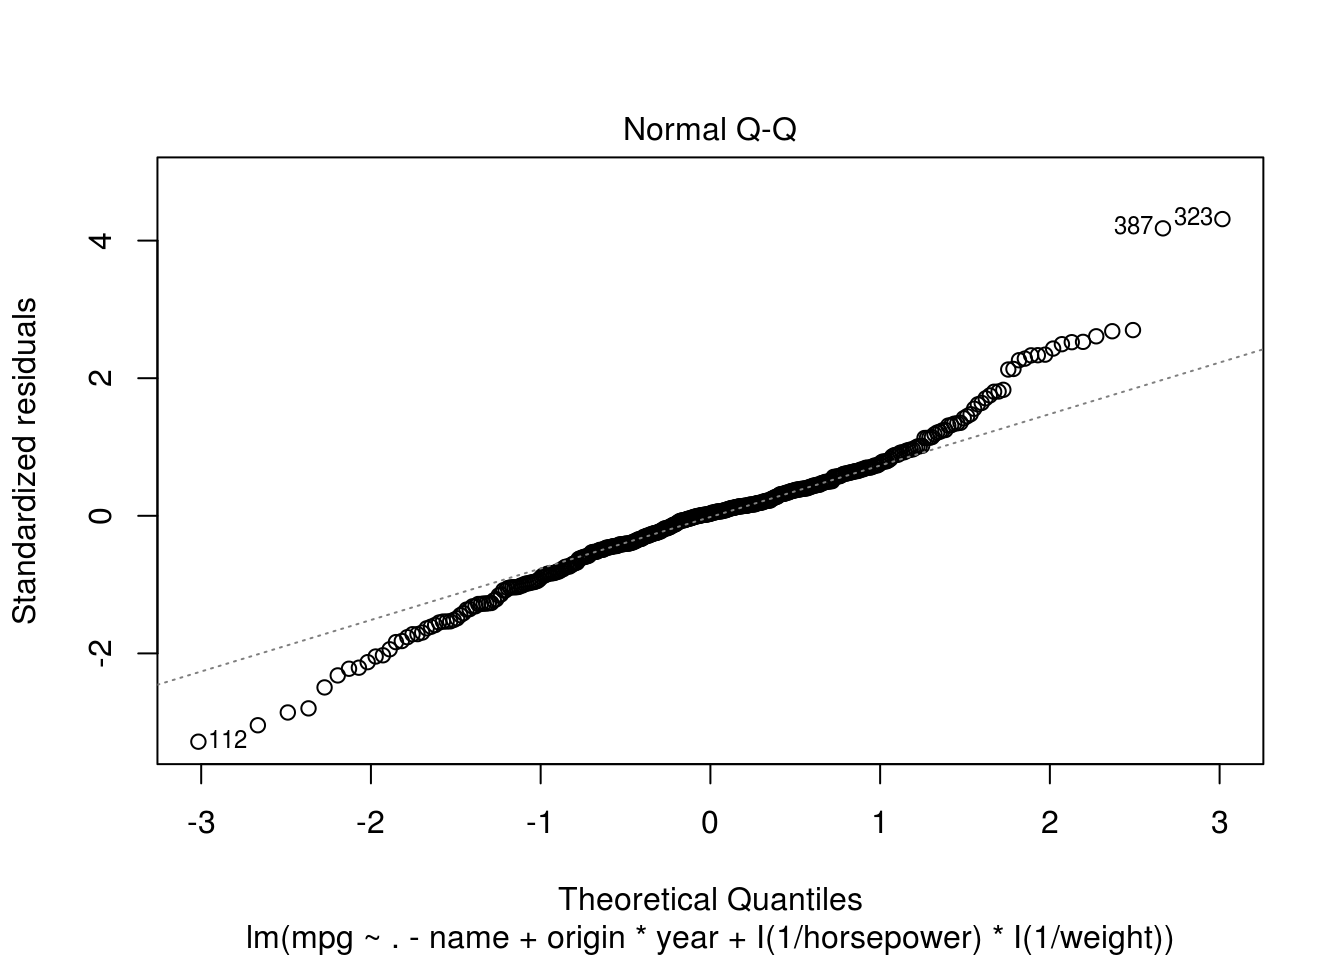 Normal Q-Q
Standardized residuals
4
2
0
-2
387
323
112
-3 -2 -1 0 1 2 3
Theoretical Quantiles
lm(mpg ~ . - name + origin * year + I(1/horsepower) * I(1/weight))